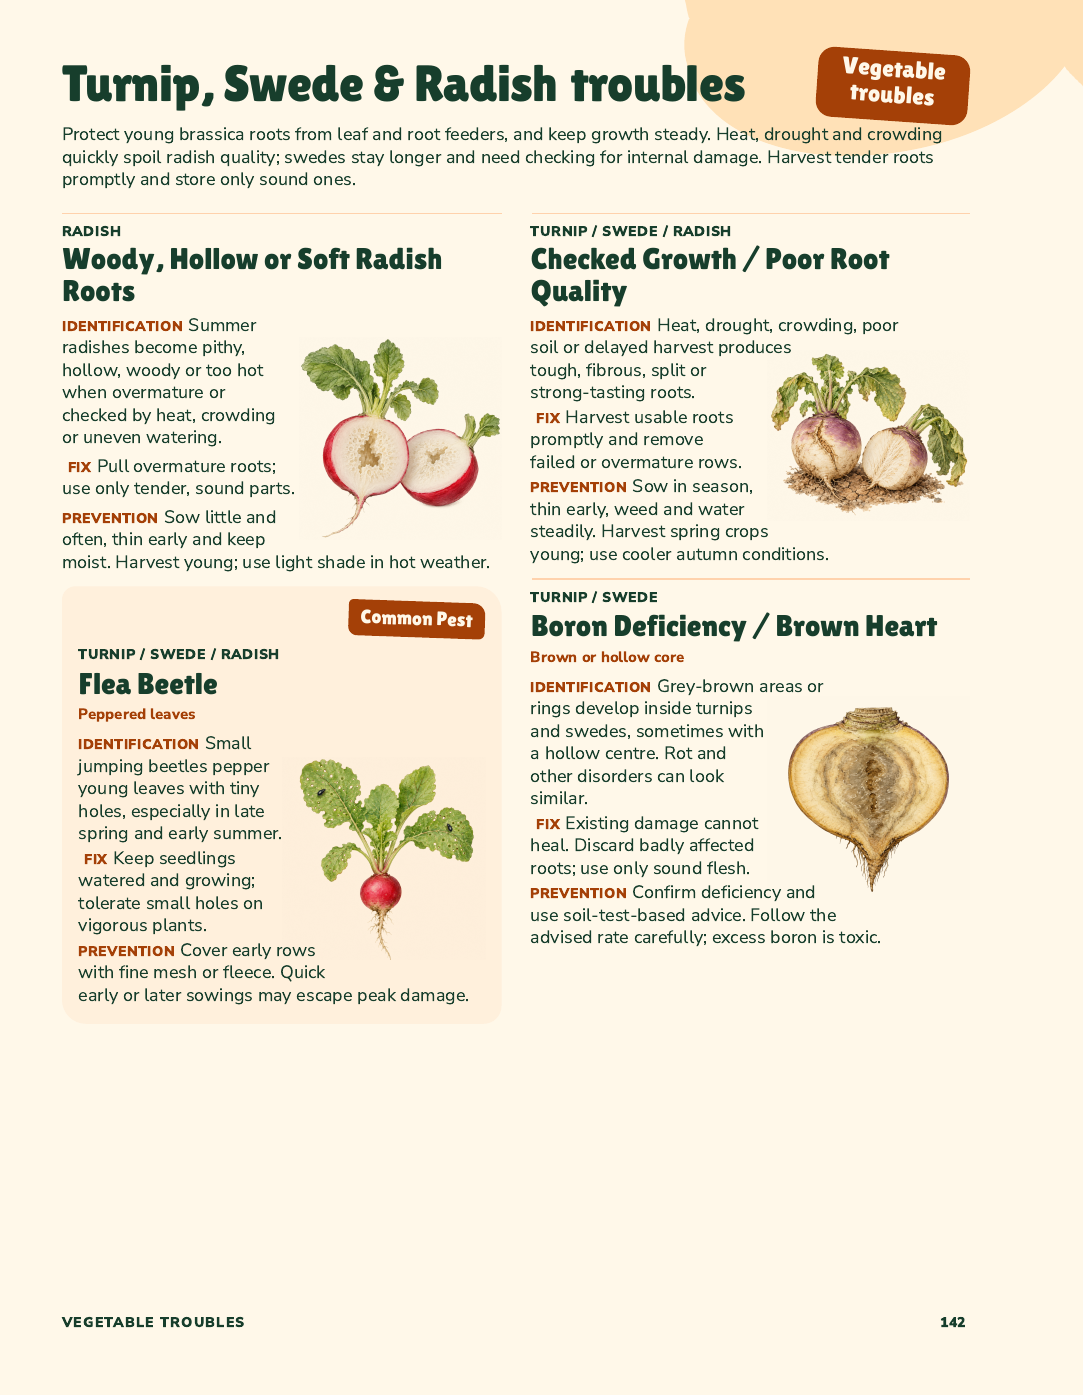 Turnip, Swede & Radish troubles
Vegetable
troubles
Protect young brassica roots from leaf and root feeders, and keep growth steady. Heat, drought and crowding
quickly spoil radish quality; swedes stay longer and need checking for internal damage. Harvest tender roots
promptly and store only sound ones.
RADISH
Woody, Hollow or Soft Radish
Roots
IDENTIFICATION Summer
radishes become pithy,
hollow, woody or too hot
when overmature or
checked by heat, crowding
or uneven watering.
FIX Pull overmature roots;
use only tender, sound parts.
PREVENTION Sow little and
often, thin early and keep
moist. Harvest young; use light shade in hot weather.
Common Pest
TURNIP / SWEDE / RADISH
Flea Beetle
Peppered leaves
IDENTIFICATION Small
jumping beetles pepper
young leaves with tiny
holes, especially in late
spring and early summer.
FIX Keep seedlings
watered and growing;
tolerate small holes on
vigorous plants.
PREVENTION Cover early rows
with fine mesh or fleece. Quick
early or later sowings may escape peak damage.
TURNIP / SWEDE / RADISH
Checked Growth / Poor Root
Quality
IDENTIFICATION Heat, drought, crowding, poor
soil or delayed harvest produces
tough, fibrous, split or
strong-tasting roots.
FIX Harvest usable roots
promptly and remove
failed or overmature rows.
PREVENTION Sow in season,
thin early, weed and water
steadily. Harvest spring crops
young; use cooler autumn conditions.
TURNIP / SWEDE
Boron Deficiency / Brown Heart
Brown or hollow core
IDENTIFICATION Grey-brown areas or
rings develop inside turnips
and swedes, sometimes with
a hollow centre. Rot and
other disorders can look
similar.
FIX Existing damage cannot
heal. Discard badly affected
roots; use only sound flesh.
PREVENTION Confirm deficiency and
use soil-test-based advice. Follow the
advised rate carefully; excess boron is toxic.
VEGETABLE TROUBLES
142